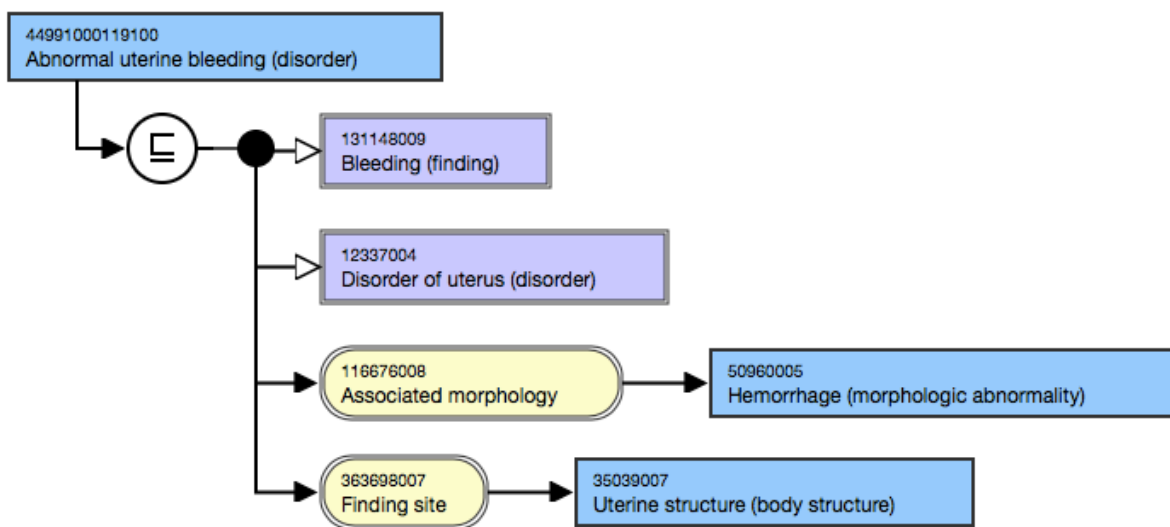 44991000119100
Abnormal uterine bleeding (disorder)
⊑
131148009
Bleeding (finding)
12337004
Disorder of uterus (disorder)
116676008
Associated morphology
50960005
Hemorrhage (morphologic abnormality)
363698007
Finding site
35039007
Uterine structure (body structure)